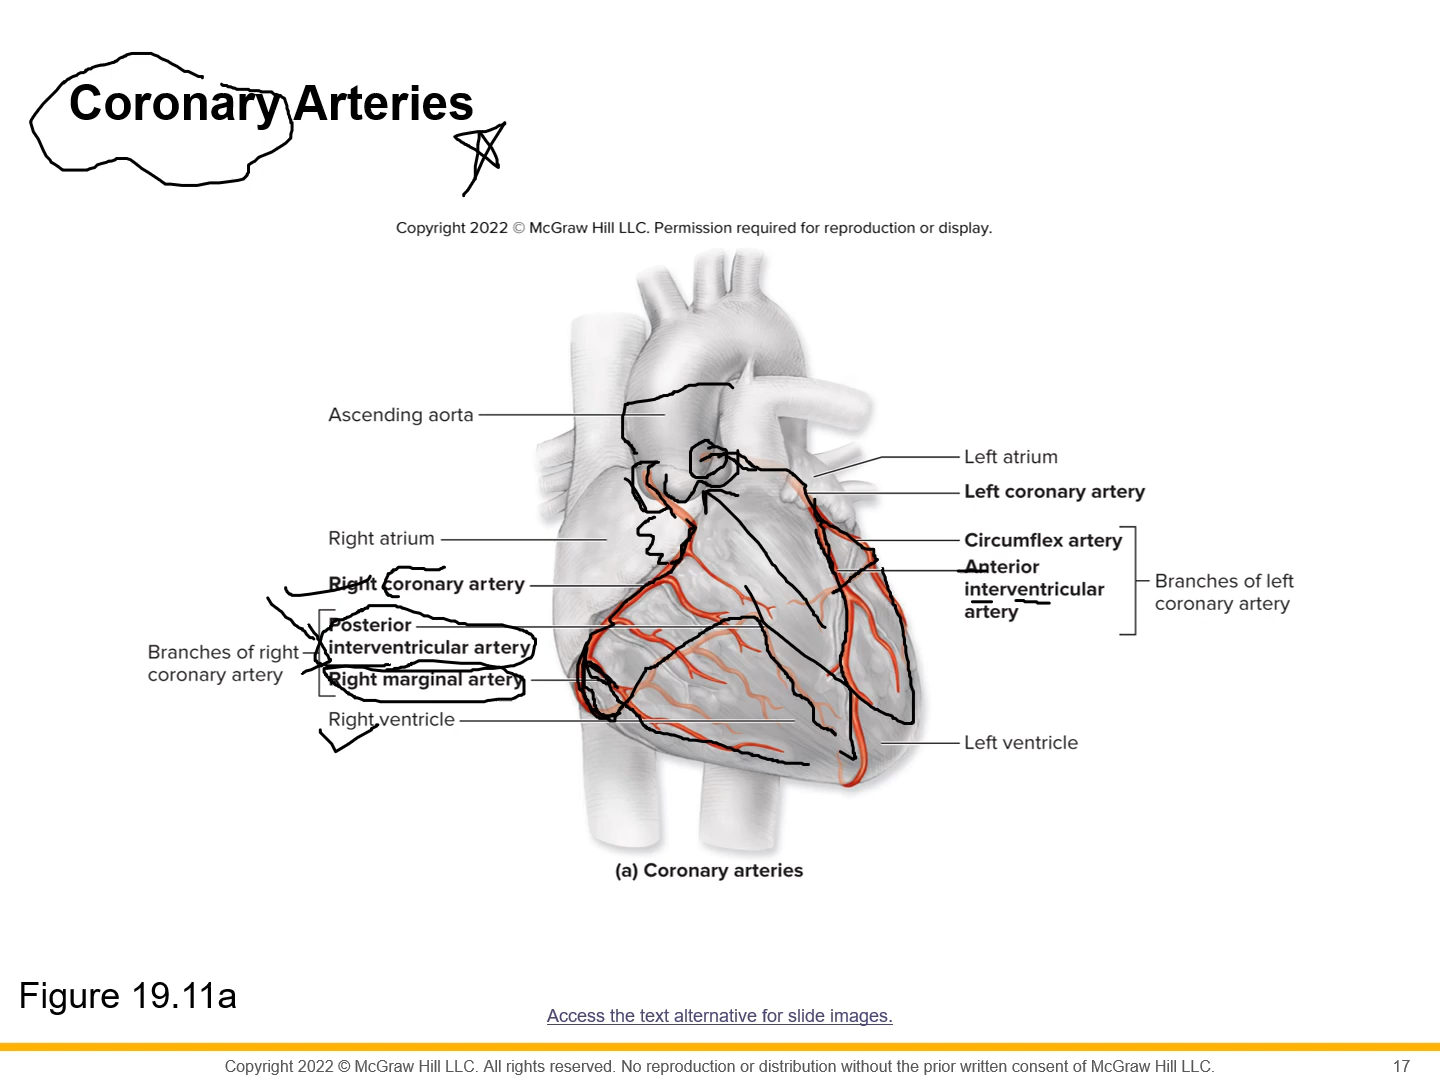 Coronary Arteries
Copyright 2022 © McGraw Hill LLC. Permission required for reproduction or display.
Ascending aorta
Right atrium
Right coronary artery
Branches of right
coronary artery
Posterior
interventricular artery
Right marginal artery
Right ventricle
Left atrium
Left coronary artery
Circumflex artery
Anterior
interventricular
artery
Branches of left
coronary artery
Left ventricle
(a) Coronary arteries
Figure 19.11a
Access the text alternative for slide images.
Copyright 2022 © McGraw Hill LLC. All rights reserved. No reproduction or distribution without the prior written consent of McGraw Hill LLC.
17